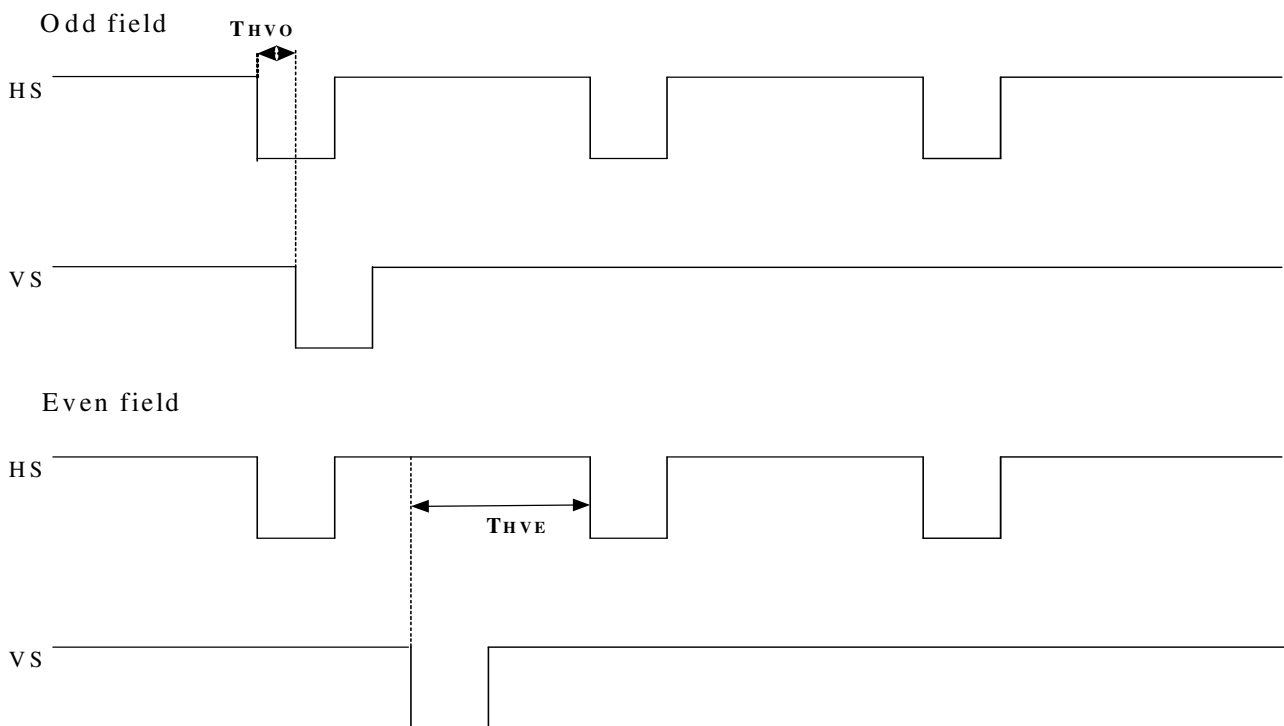 Odd field
THVO
HS
VS
Even field
HS
THVE
VS